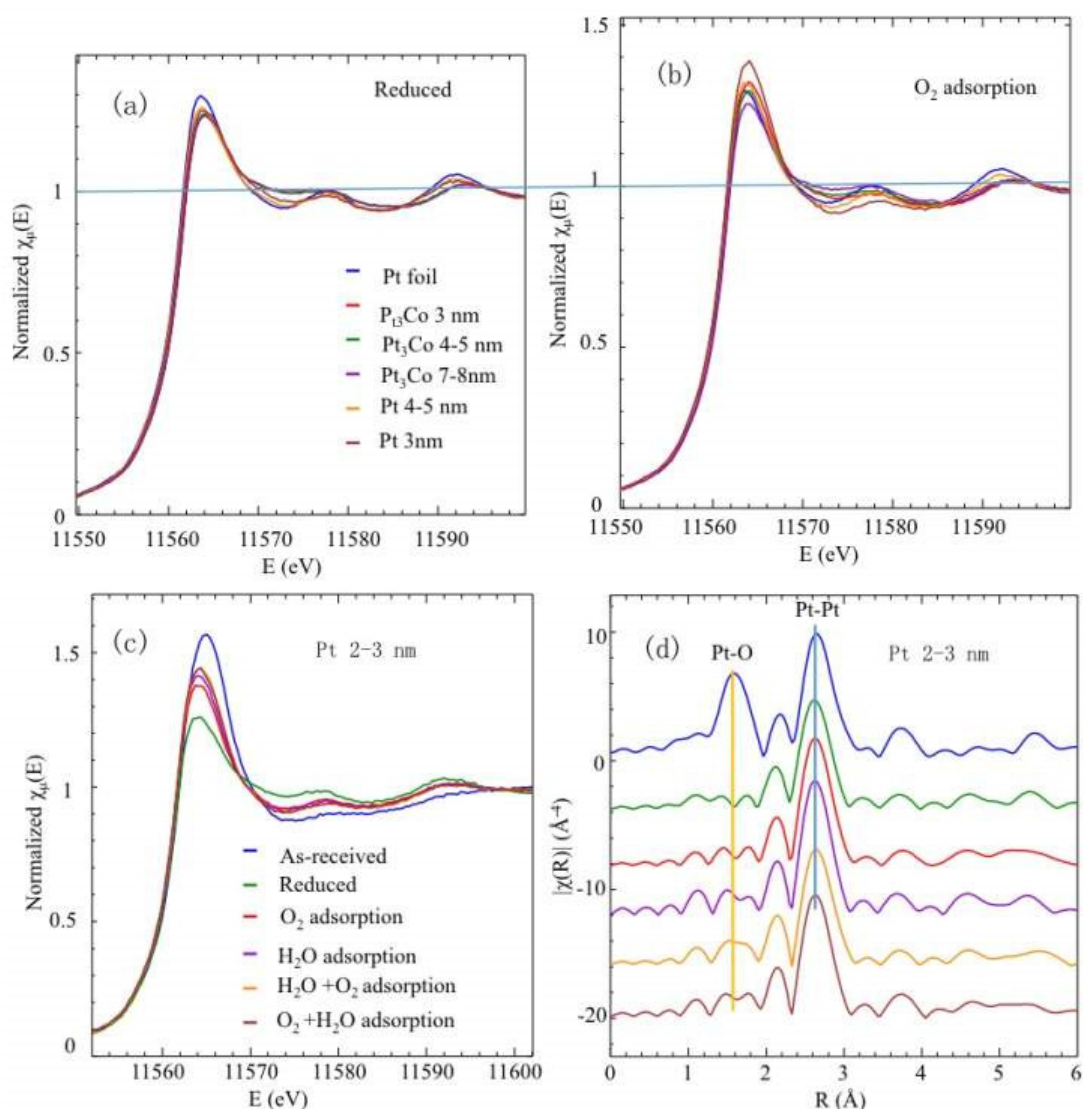 (a)
Reduced
Normalized χμ(E)
1
0.5
0
Pt foil
Pt3Co 3 nm
Pt3Co 4-5 nm
Pt3Co 7-8nm
Pt 4-5 nm
Pt 3nm
11550 11560 11570 11580 11590
E (eV)
(b)
O2 adsorption
Normalized χμ(E)
1.5
1
0.5
0
11550 11560 11570 11580 11590
E (eV)
(c)
Pt 2-3 nm
Normalized χμ(E)
1.5
1
0.5
0
As-received
Reduced
O2 adsorption
H2O adsorption
H2O +O2 adsorption
O2 +H2O adsorption
11560 11570 11580 11590 11600
E (eV)
Pt-Pt
Pt-O
(d)
Pt 2-3 nm
|χ(R)| (Å-4)
10
0
-10
-20
0 1 2 3 4 5 6
R (Å)